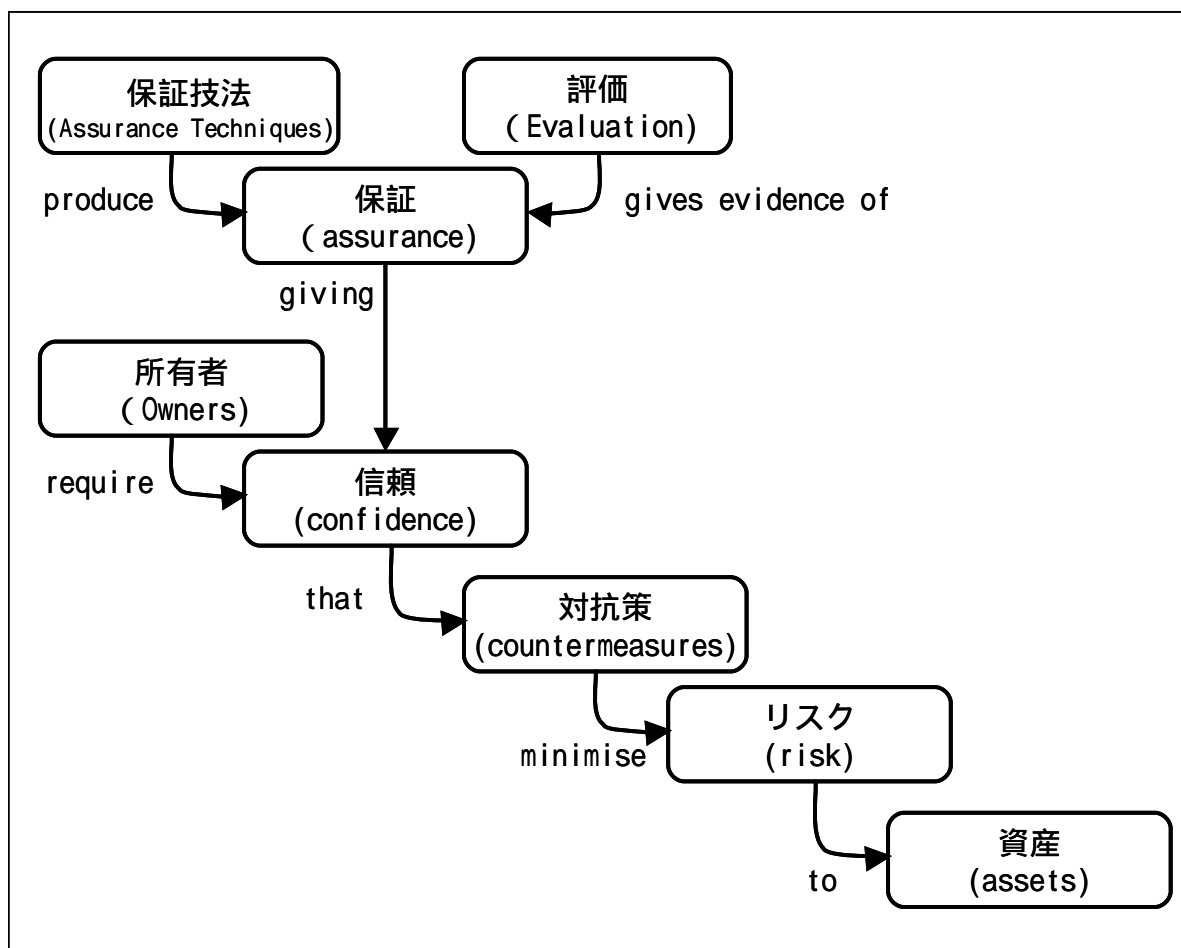 保証技法
(Assurance Techniques)
評価
(Evaluation)
produce
保証
(assurance)
gives evidence of
giving
所有者
(Owners)
require
信頼
(confidence)
that
対抗策
(countermeasures)
minimise
リスク
(risk)
to
資産
(assets)